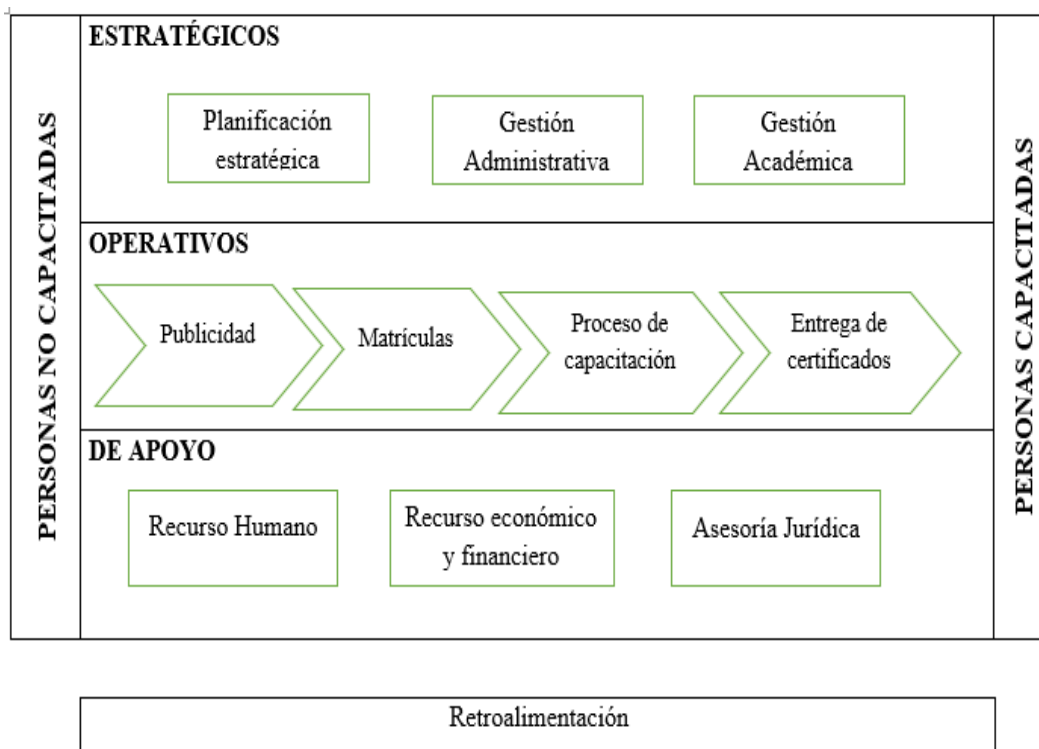 PERSONAS NO CAPACITADAS
ESTRATÉGICOS
Planificación
estratégica
Gestión
Administrativa
Gestión
Académica
OPERATIVOS
Publicidad
Matrículas
Proceso de
capacitación
Entrega de
certificados
DE APOYO
Recurso Humano
Recurso económico
y financiero
Asesoría Jurídica
PERSONAS CAPACITADAS
Retroalimentación